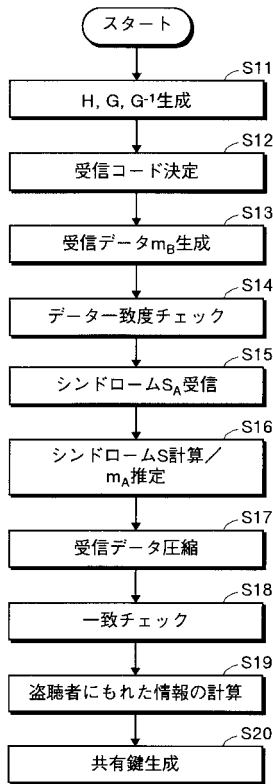 スタート
S11
H, G, G⁻¹生成
S12
受信コード決定
S13
受信データm_B生成
S14
データ一致度チェック
S15
シンドロームS_A受信
S16
シンドロームS計算／
m_A推定
S17
受信データ圧縮
S18
一致チェック
S19
盗聴者にもれた情報の計算
S20
共有鍵生成